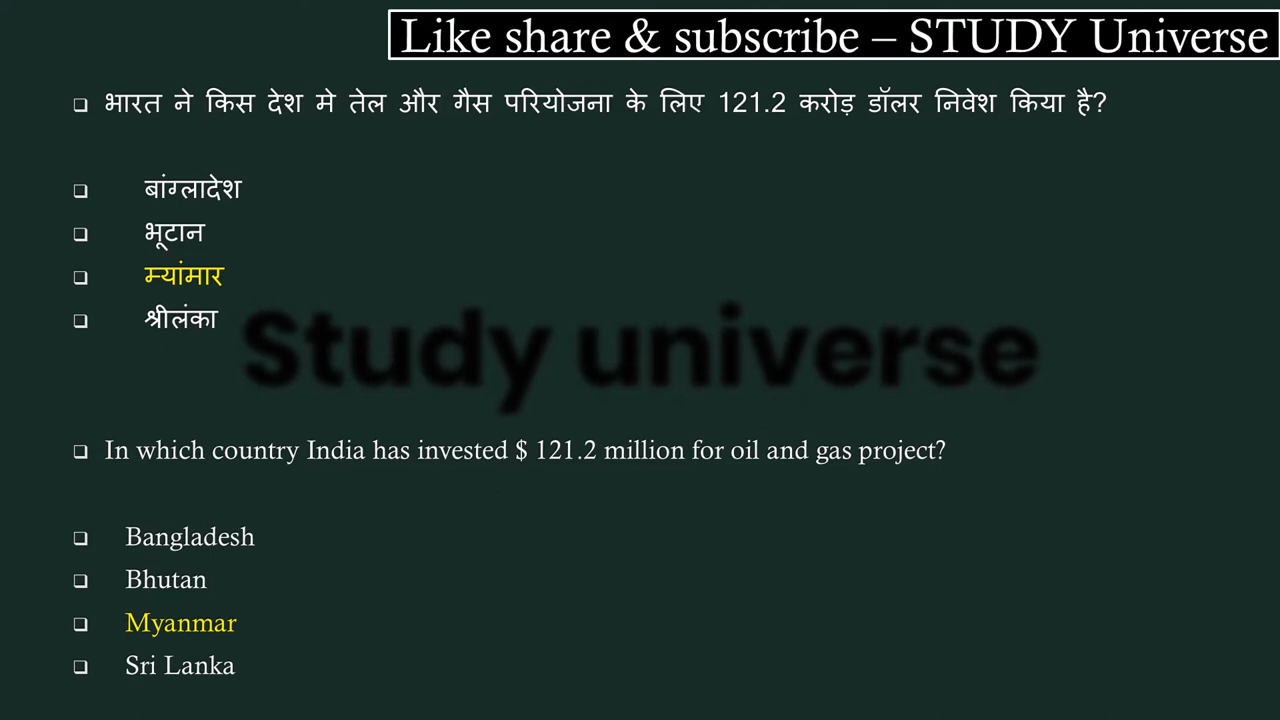 Like share & subscribe – STUDY Universe
भारत ने किस देश मे तेल और गैस परियोजना के लिए 121.2 करोड़ डॉलर निवेश किया है?
बांग्लादेश
भूटान
म्यांमार
श्रीलंका
Study universe
In which country India has invested $ 121.2 million for oil and gas project?
Bangladesh
Bhutan
Myanmar
Sri Lanka